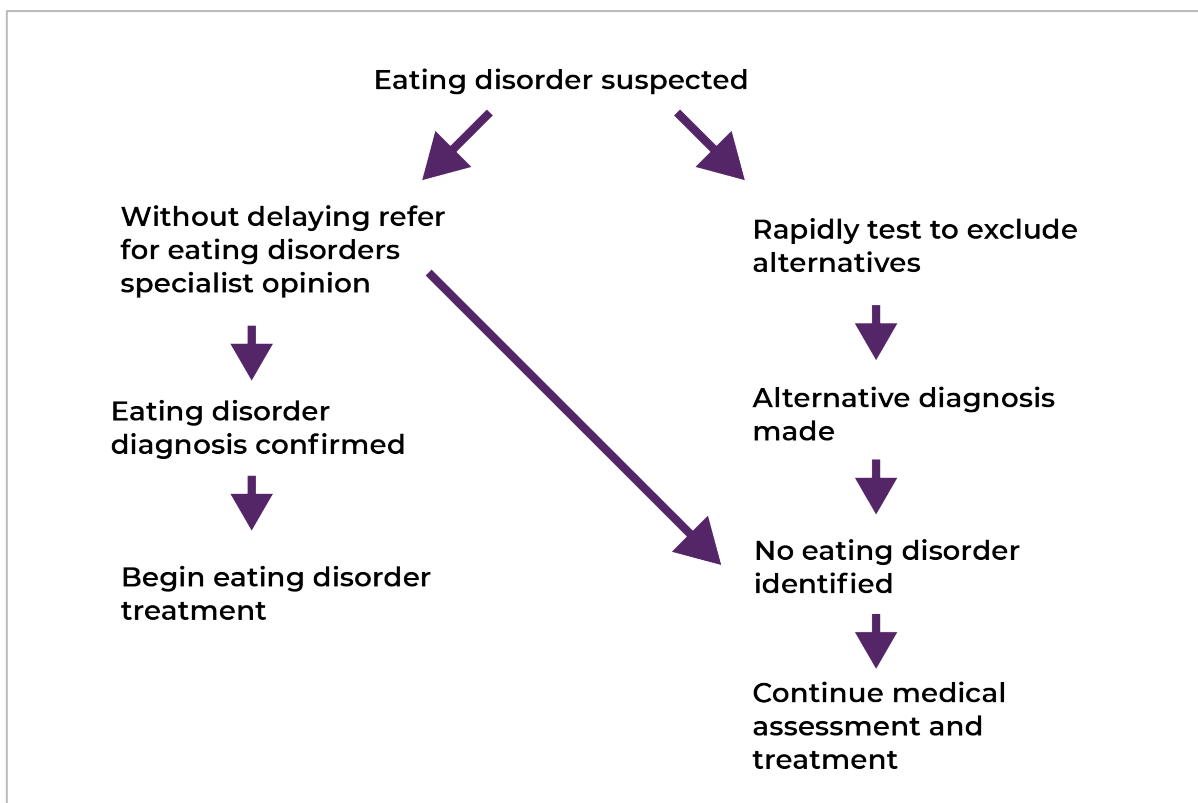 Eating disorder suspected
Without delaying refer
for eating disorders
specialist opinion
Rapidly test to exclude
alternatives
Eating disorder
diagnosis confirmed
Alternative diagnosis
made
Begin eating disorder
treatment
No eating disorder
identified
Continue medical
assessment and
treatment